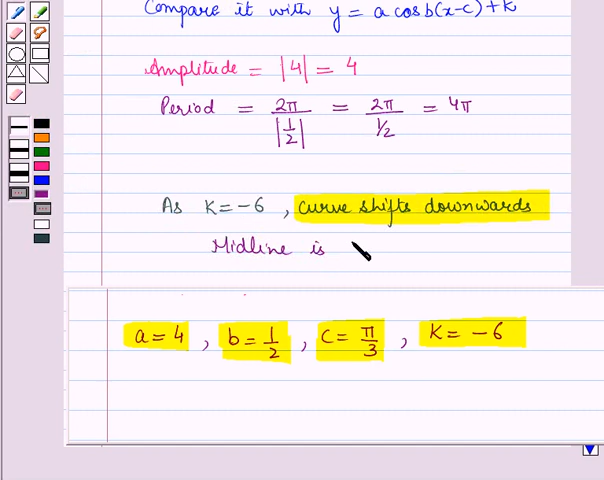 Compare it with y = a cosb(x-c)+k
Amplitude = |4| = 4
Period = 2π/|1/2| = 2π/1/2 = 4π
As K=-6, curve shifts downwards
Midline is
a=4, b=1/2, c=π/3, K=-6